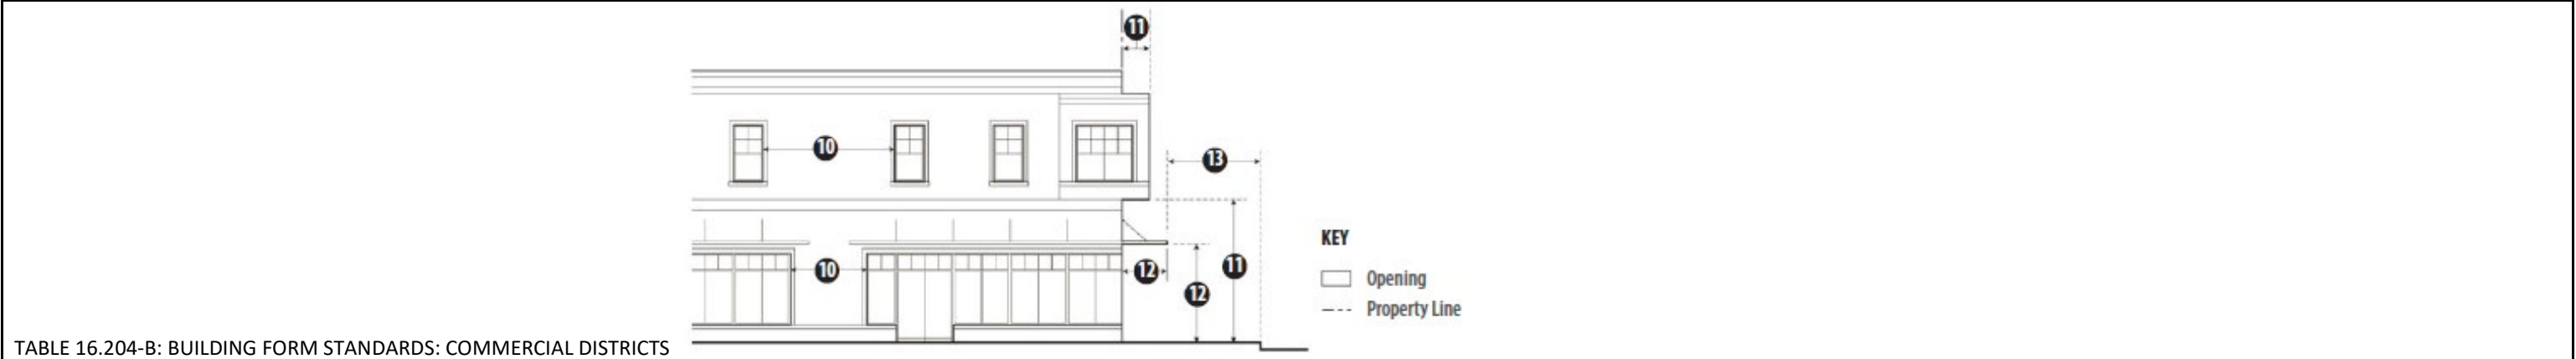 11
10
13
10
12
11
12
KEY
Opening
Property Line
TABLE 16.204-B: BUILDING FORM STANDARDS: COMMERCIAL DISTRICTS